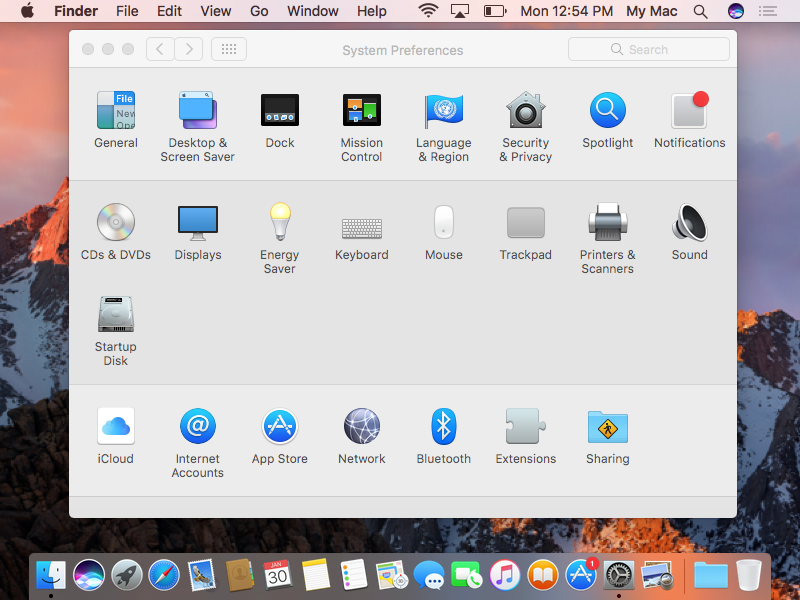 Finder File Edit View Go Window Help Mon 12:54 PM My Mac
System Preferences
Search
File
New
Ope
General
Desktop &
Screen Saver
Dock
Mission
Control
Language
& Region
Security
& Privacy
Spotlight
Notifications
CDs & DVDs
Displays
Energy
Saver
Keyboard
Mouse
Trackpad
Printers &
Scanners
Sound
Startup
Disk
iCloud
@
Internet
Accounts
App Store
Network
Bluetooth
Extensions
Sharing
JAN
30
1